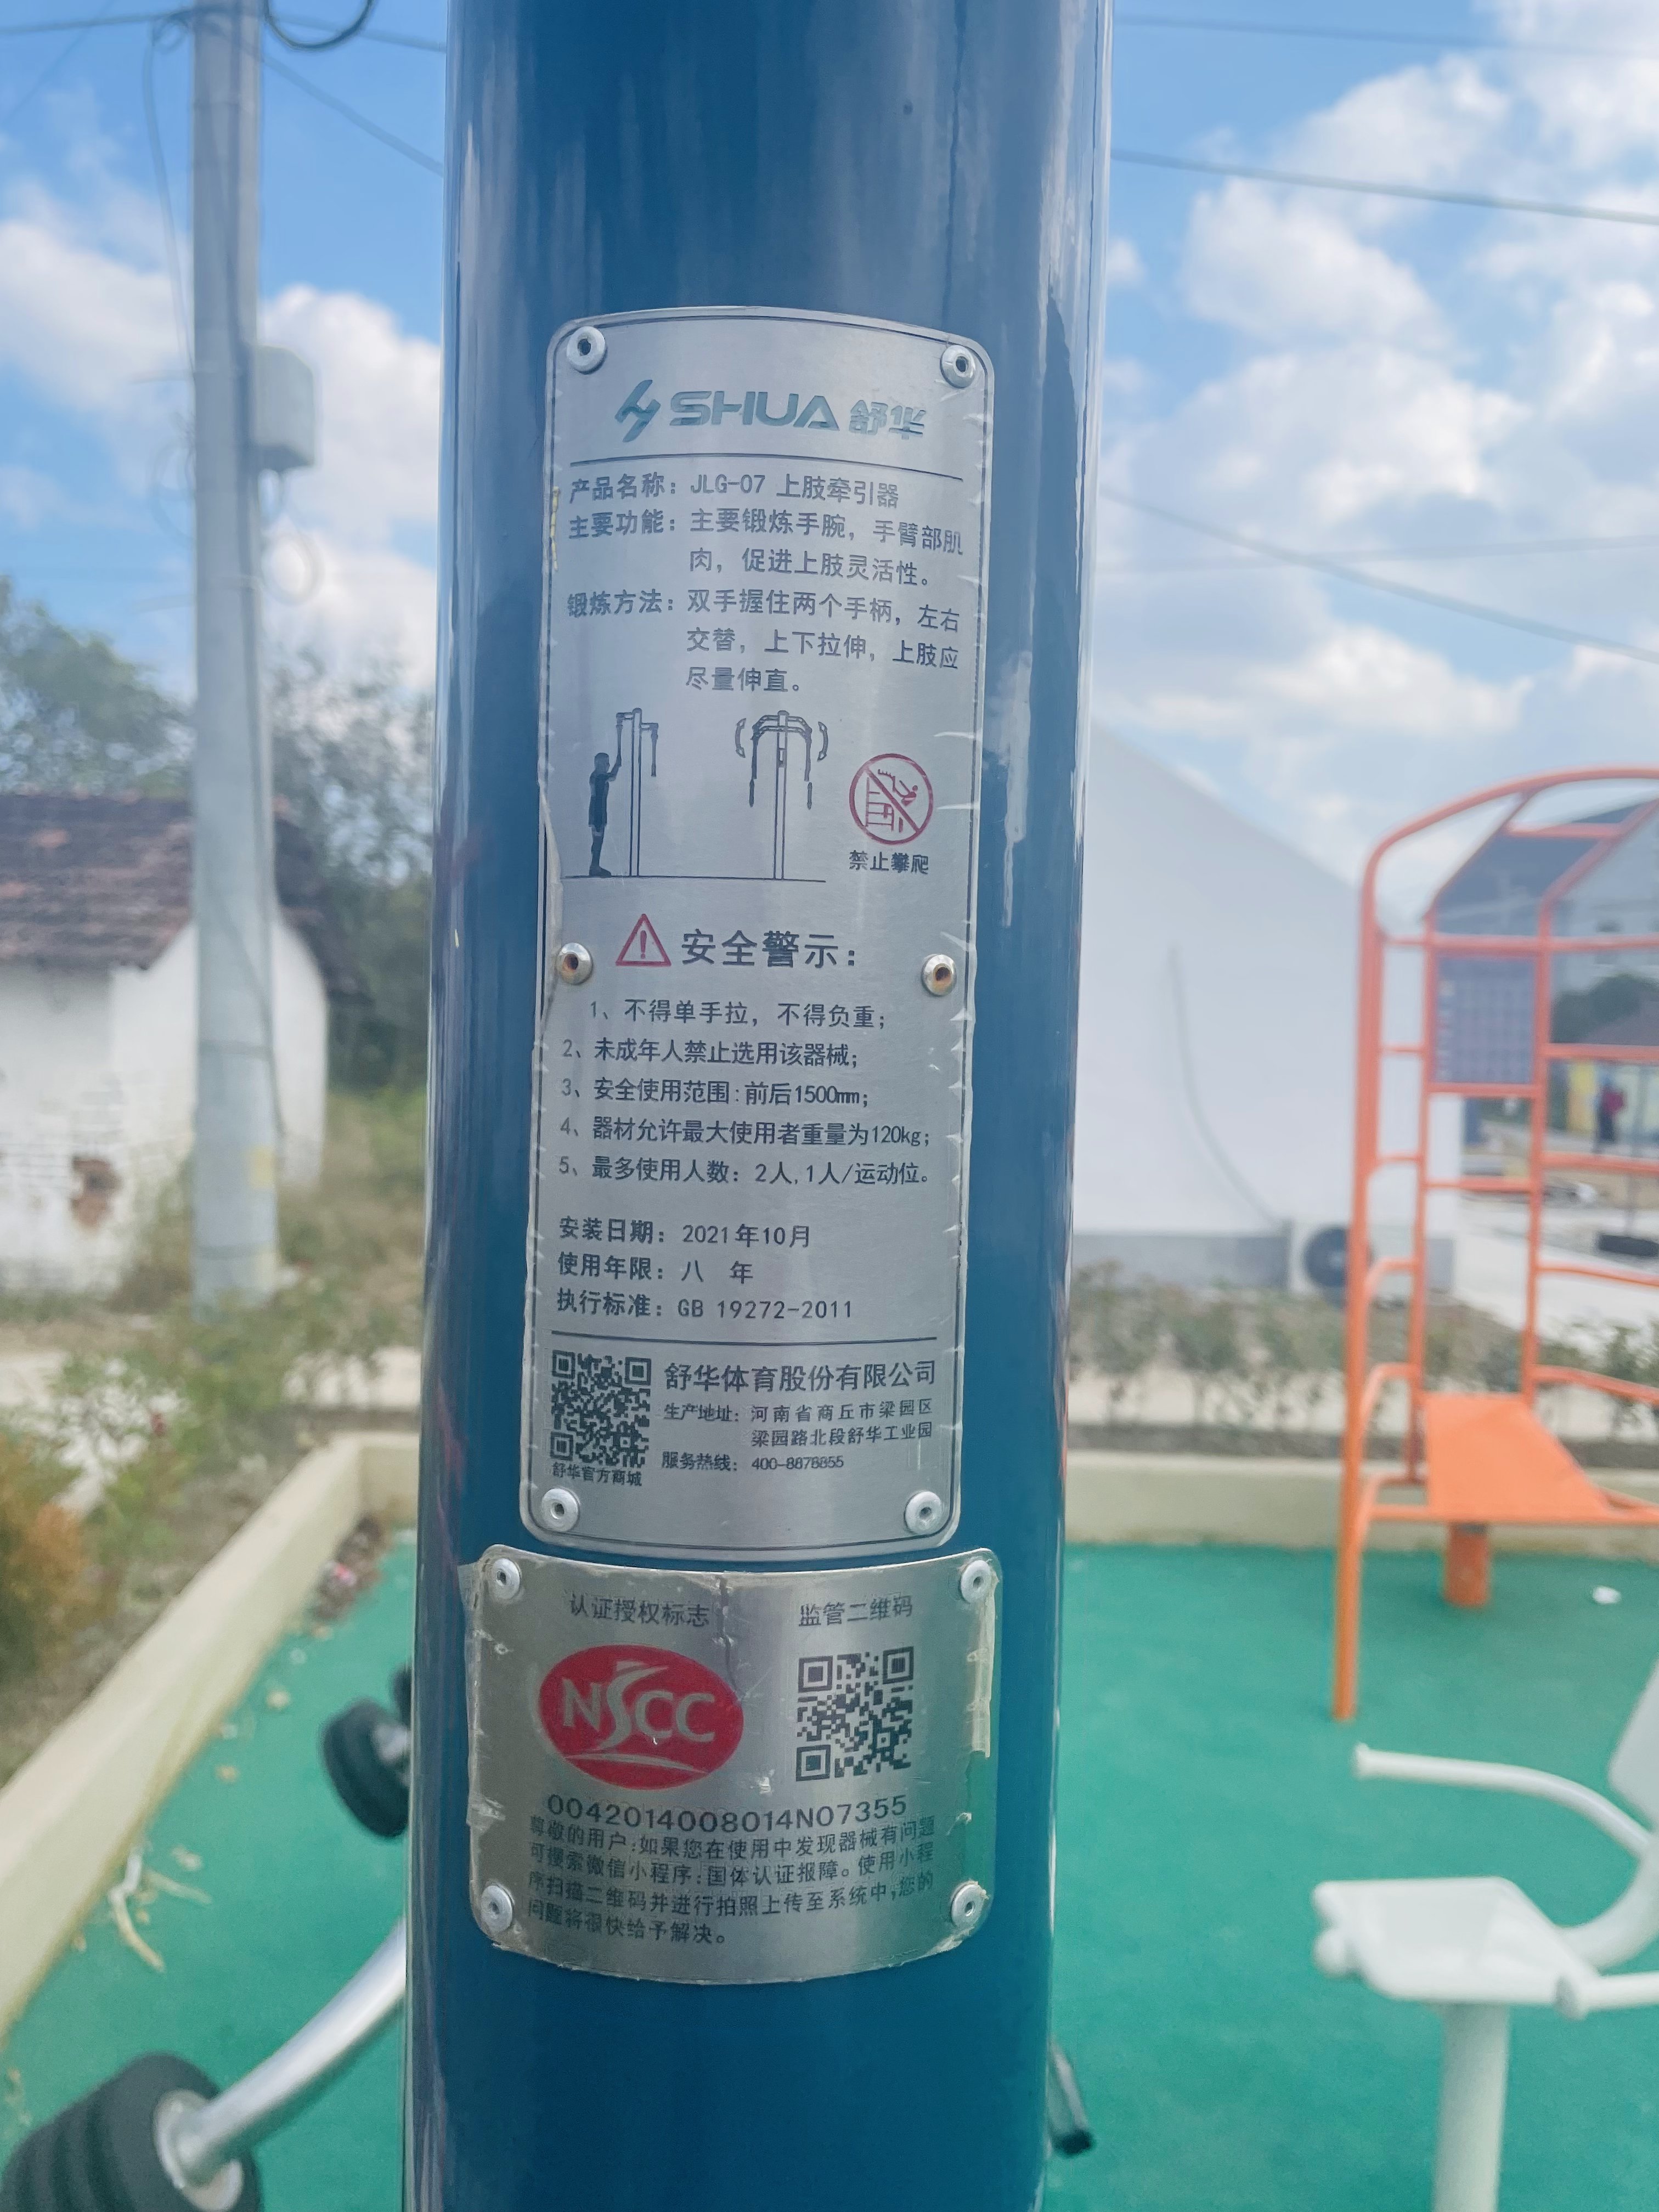 SHUA 舒华
产品名称：JLG-07 上肢牵引器
主要功能：主要锻炼手腕，手臂部肌
肉，促进上肢灵活性。
锻炼方法：双手握住两个手柄，左右
交替，上下拉伸，上肢应
尽量伸直。
禁止攀爬
安全警示：
1、不得单手拉，不得负重；
2、未成年人禁止选用该器械；
3、安全使用范围：前后1500mm；
4、器材允许最大使用者重量为120kg；
5、最多使用人数：2人，1人/运动位。
安装日期：2021年10月
使用年限：八 年
执行标准：GB 19272-2011
舒华体育股份有限公司
生产地址：河南省商丘市梁园区
梁园路北段舒华工业园
服务热线：400-8878855
舒华官方商城
认证授权标志 监管二维码
NSCC
0042014008014N07355
尊敬的用户：如果您在使用中发现器械有问题
可搜索微信小程序：国体认证报障。使用小程
序扫描二维码并进行拍照上传至系统中，您的
问题将很快给予解决。